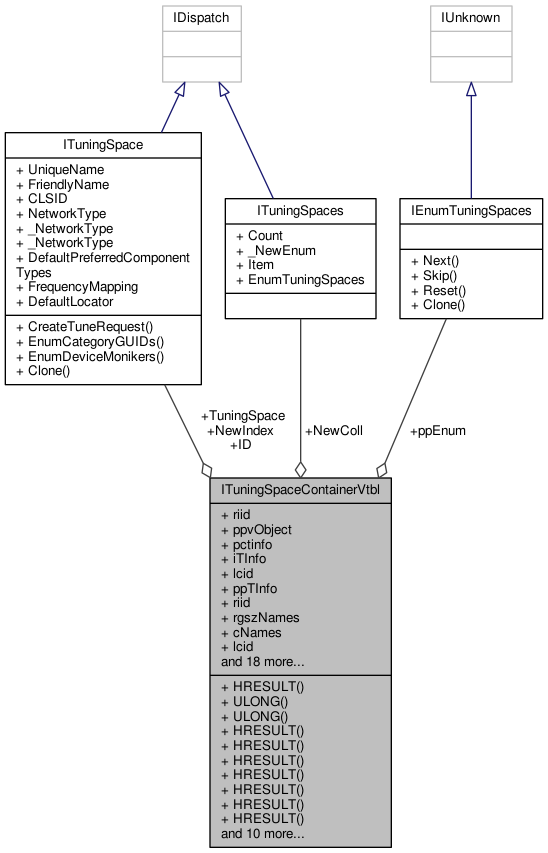 IDispatch
IUnknown
ITuningSpace
+ UniqueName
+ FriendlyName
+ CLSID
+ NetworkType
+ _NetworkType
+ _NetworkType
+ DefaultPreferredComponent
Types
+ FrequencyMapping
+ DefaultLocator
+ CreateTuneRequest()
+ EnumCategoryGUIDs()
+ EnumDeviceMonikers()
+ Clone()
ITuningSpaces
+ Count
+ _NewEnum
+ Item
+ EnumTuningSpaces
IEnumTuningSpaces
+ Next()
+ Skip()
+ Reset()
+ Clone()
+TuningSpace
+NewIndex
+ID
+NewColl
+ppEnum
ITuningSpaceContainerVtbl
+ riid
+ ppvObject
+ pctinfo
+ iTInfo
+ lcid
+ ppTInfo
+ riid
+ rgszNames
+ cNames
+ lcid
and 18 more...
+ HRESULT()
+ ULONG()
+ ULONG()
+ HRESULT()
+ HRESULT()
+ HRESULT()
+ HRESULT()
+ HRESULT()
+ HRESULT()
+ HRESULT()
and 10 more...